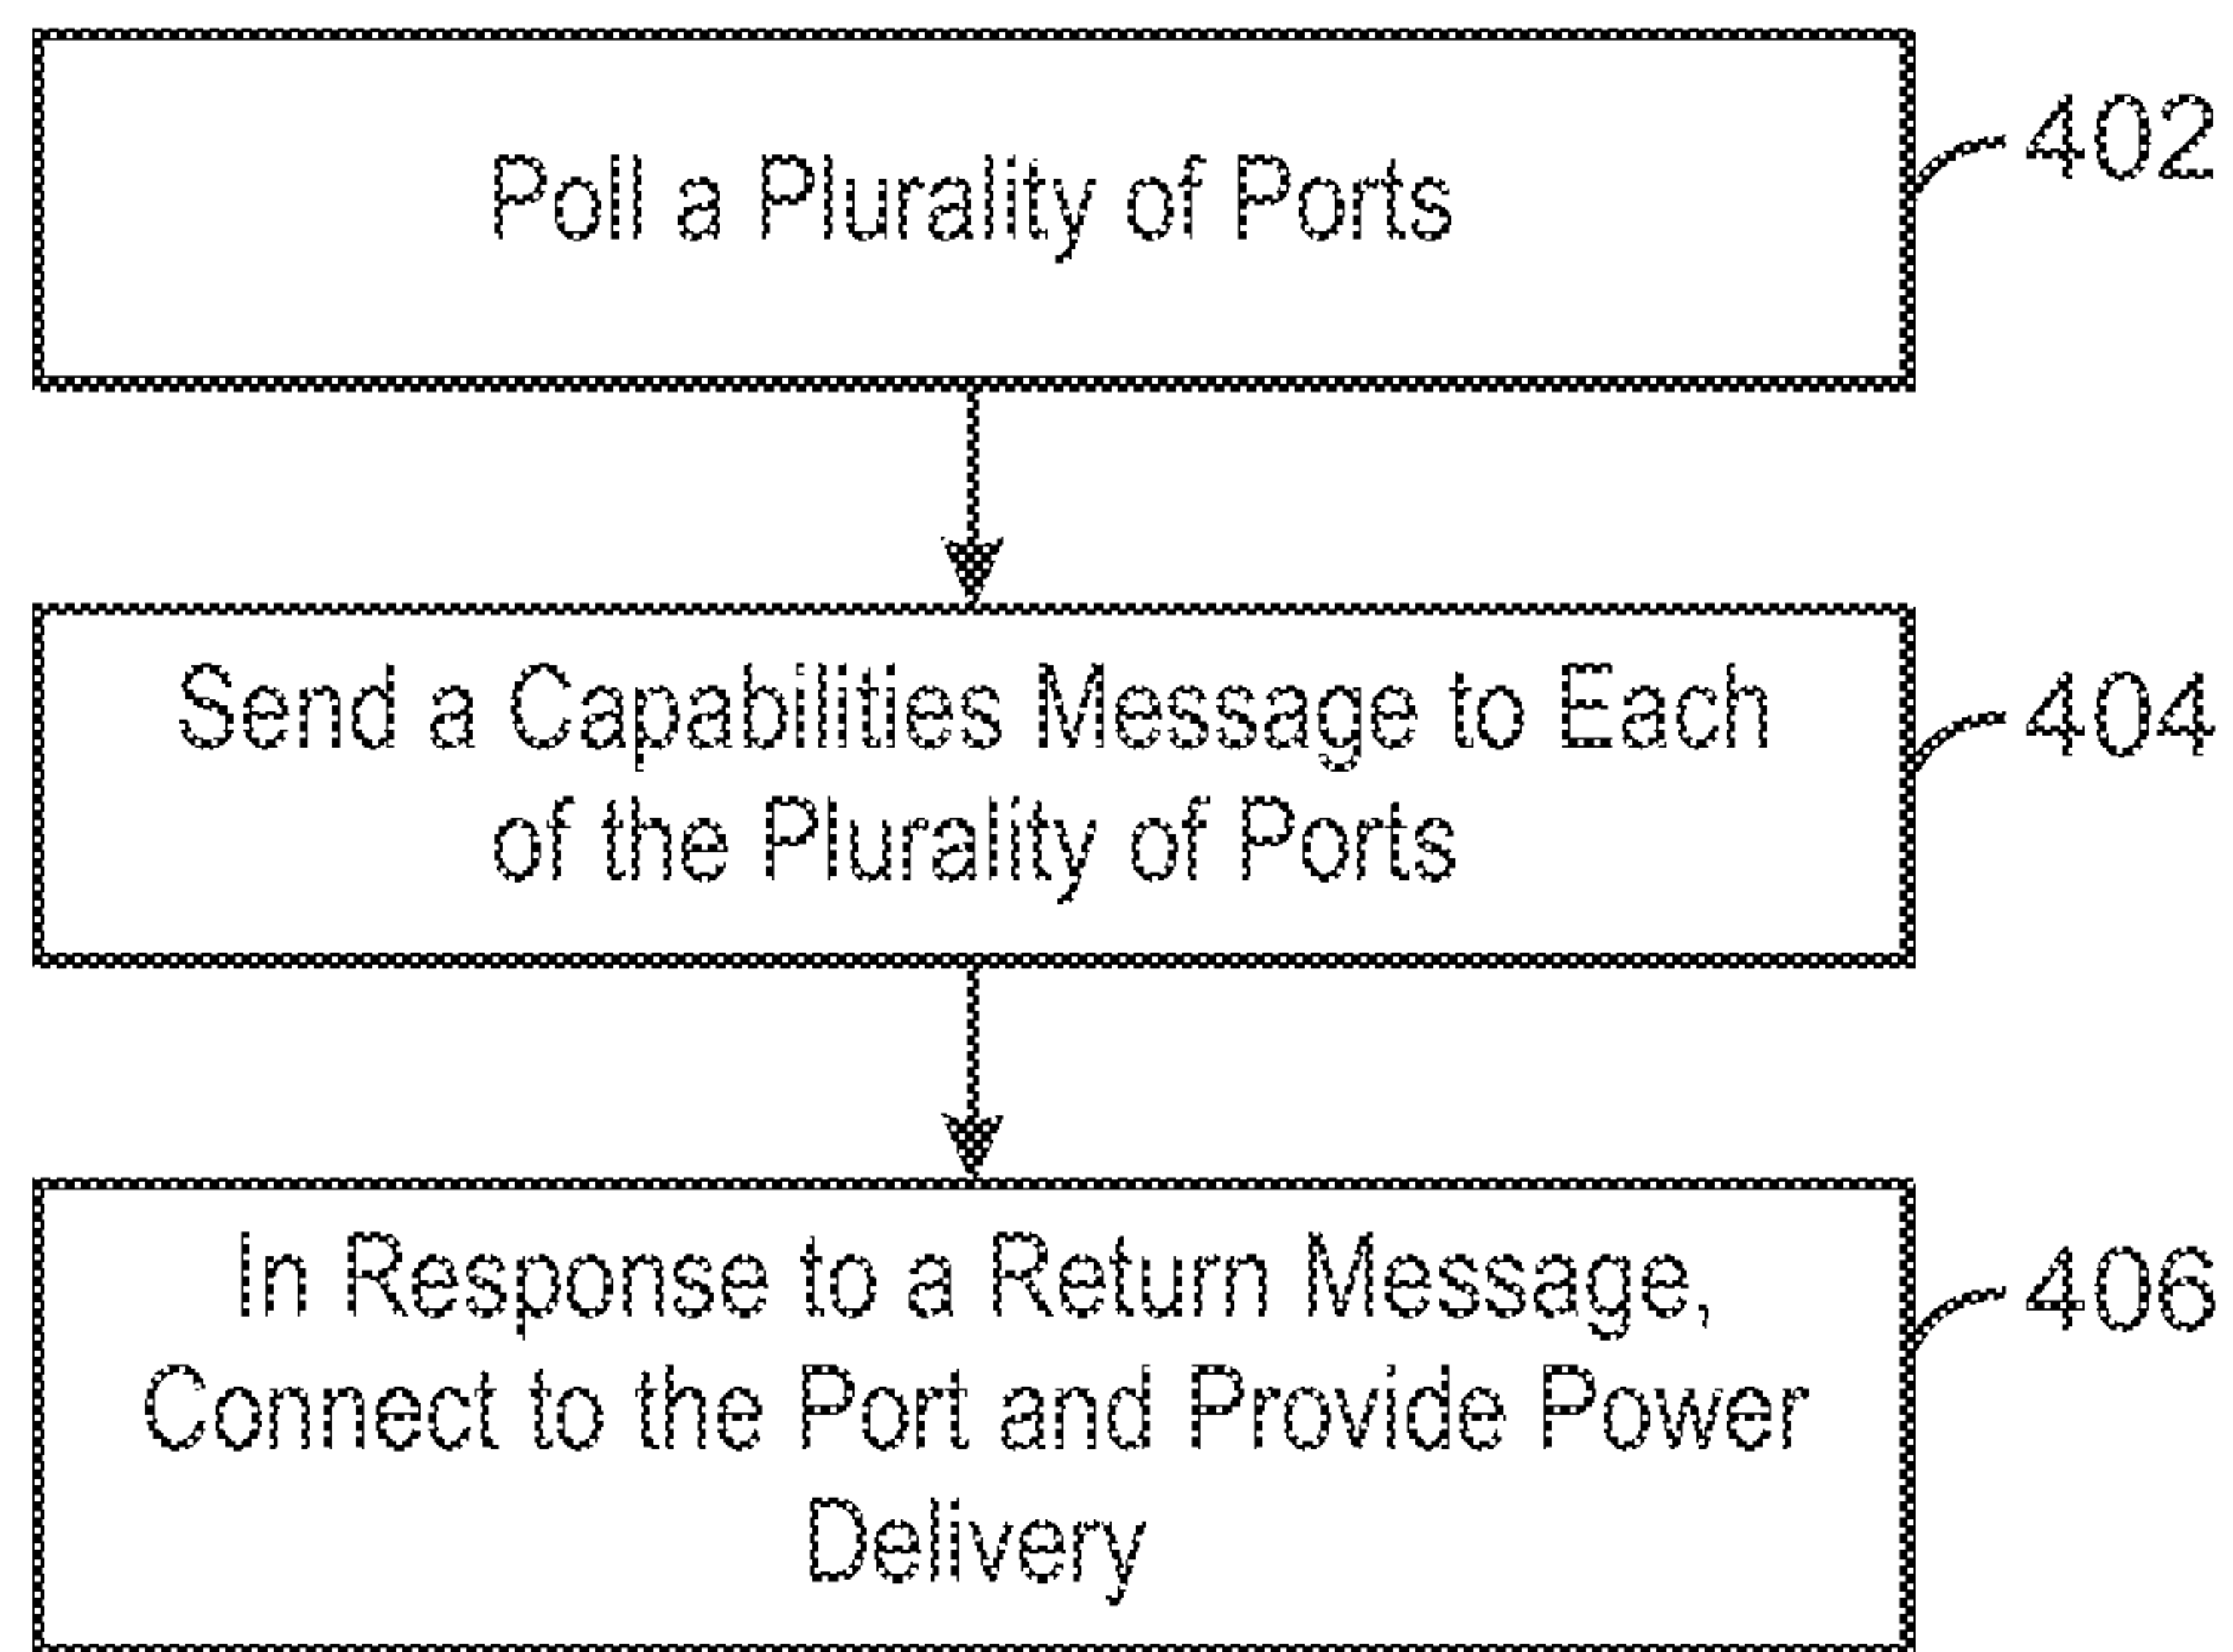 Poll a Plurality of Ports
402
Send a Capabilities Message to Each
of the Plurality of Ports
404
In Response to a Return Message,
Connect to the Port and Provide Power
Delivery
406